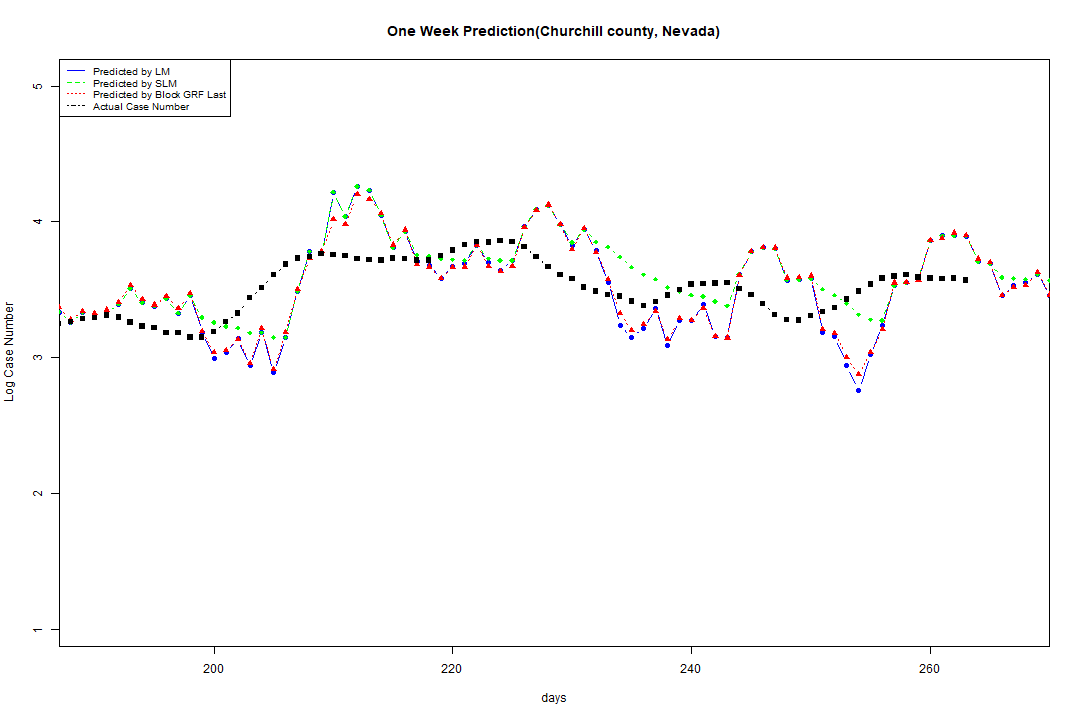 One Week Prediction(Churchill county, Nevada)
Predicted by LM
Predicted by SLM
Predicted by Block GRF Last
Actual Case Number
5
4
3
2
1
Log Case Number
200 220 240 260
days